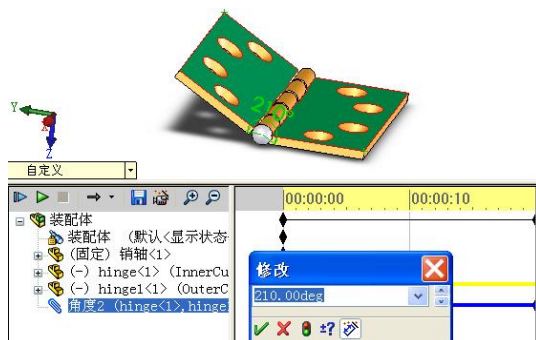 210°
Y
X
Z
自定义
00:00:00 00:00:10
装配体
装配体 (默认<显示状态
(固定) 销轴<1>
(-) hinge<1> (InnerCu
(-) hinge1<1> (OuterC
角度2 (hinge<1>,hinge
修改
210.00deg
±?